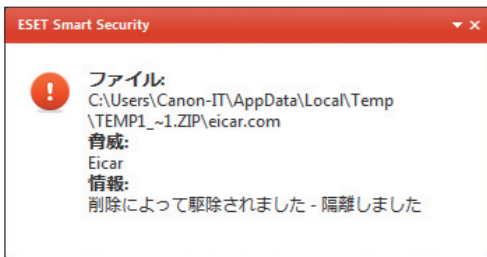 ESET Smart Security
ファイル:
C:\Users\Canon-IT\AppData\Local\Temp
\TEMP1_~1.ZIP\eicar.com
脅威:
Eicar
情報:
削除によって駆除されました - 隔離しました